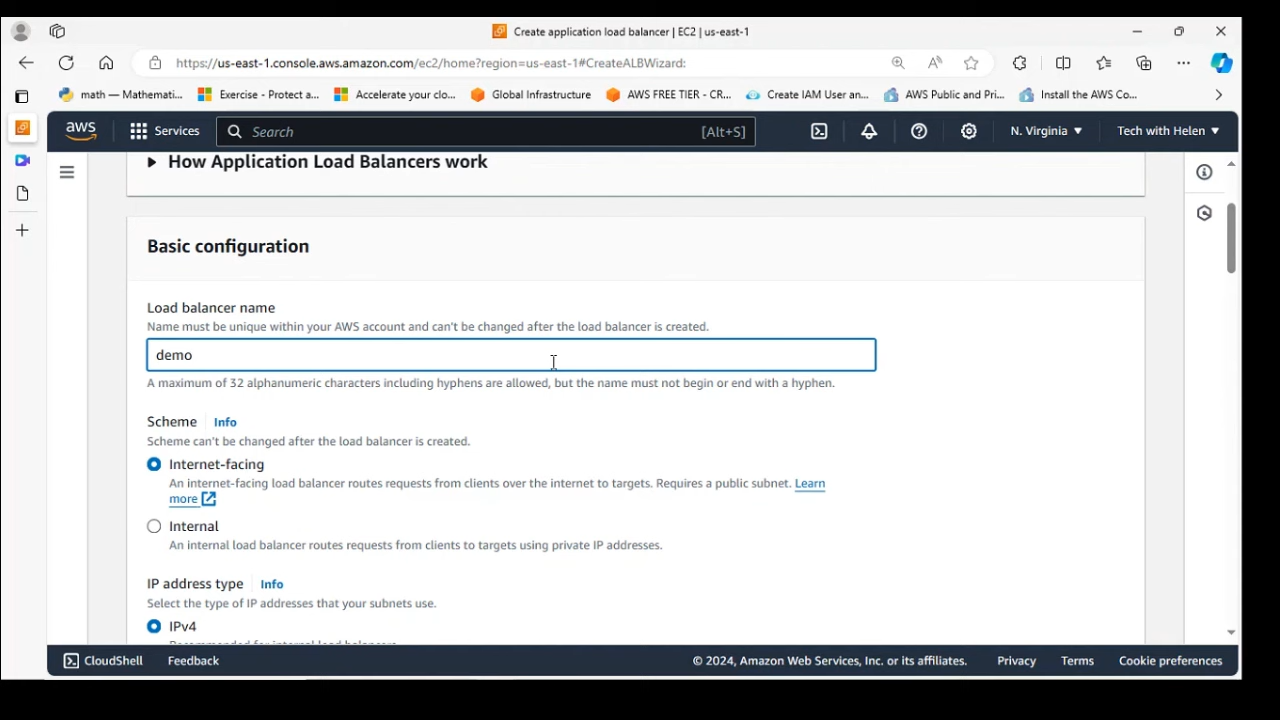 Create application load balancer | EC2 | us-east-1
https://us-east-1.console.aws.amazon.com/ec2/home?region=us-east-1#CreateALBWizard:
math — Mathemati...
Exercise - Protect a...
Accelerate your clo...
Global Infrastructure
AWS FREE TIER - CR...
Create IAM User an...
AWS Public and Pri...
Install the AWS Co...
aws
Services
Search
[Alt+S]
N. Virginia
Tech with Helen
How Application Load Balancers work
Basic configuration
Load balancer name
Name must be unique within your AWS account and can't be changed after the load balancer is created.
demo
A maximum of 32 alphanumeric characters including hyphens are allowed, but the name must not begin or end with a hyphen.
Scheme Info
Scheme can't be changed after the load balancer is created.
Internet-facing
An internet-facing load balancer routes requests from clients over the internet to targets. Requires a public subnet. Learn
more
Internal
An internal load balancer routes requests from clients to targets using private IP addresses.
IP address type Info
Select the type of IP addresses that your subnets use.
IPv4
Recommended for internal load balancers.
CloudShell
Feedback
© 2024, Amazon Web Services, Inc. or its affiliates.
Privacy
Terms
Cookie preferences